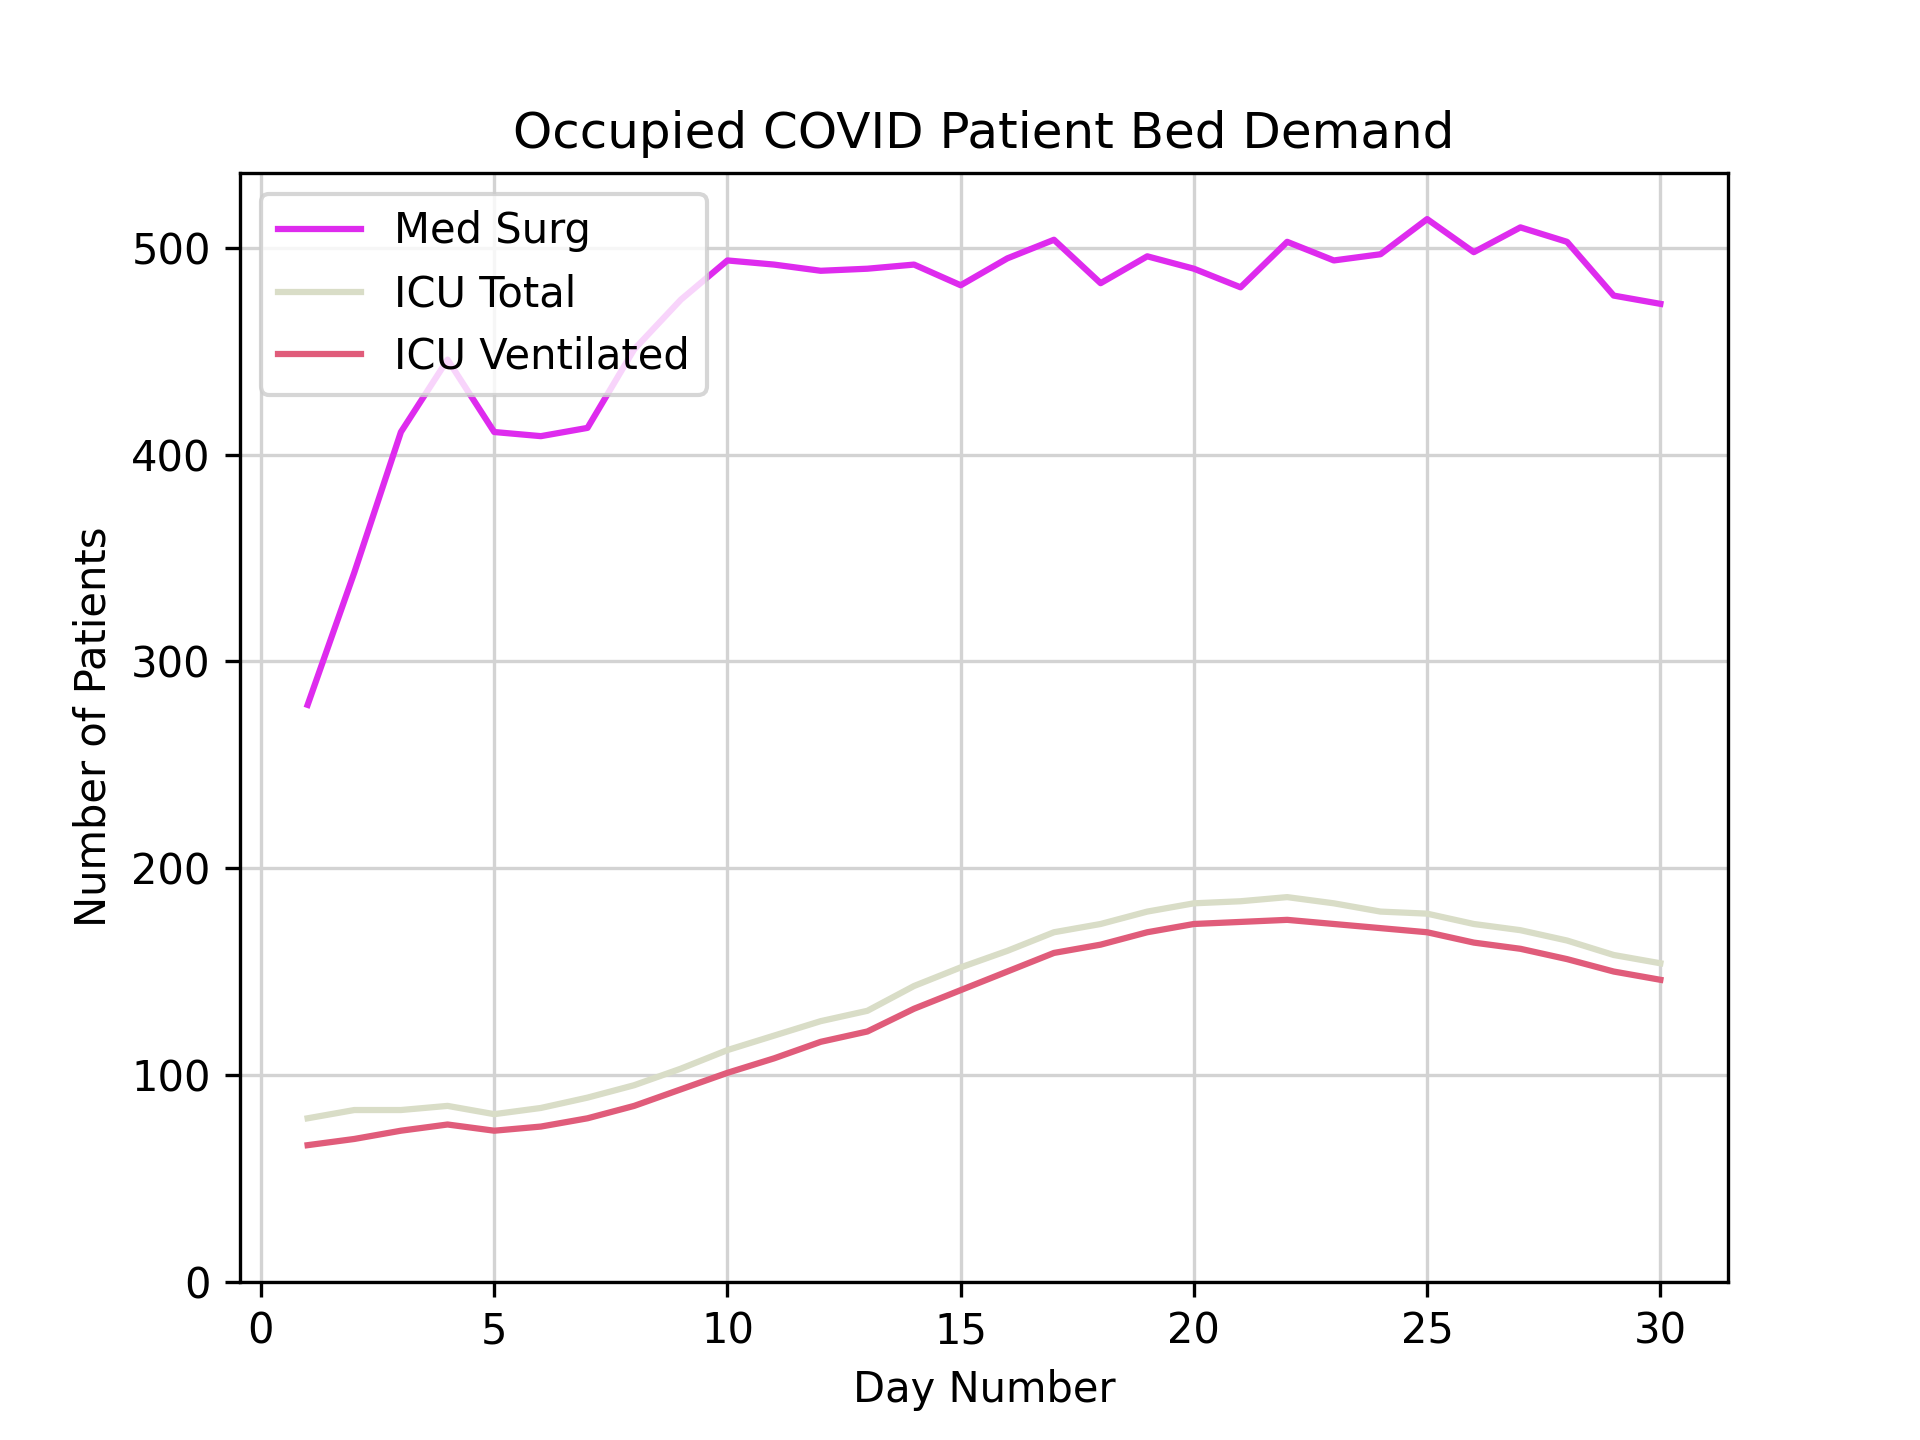 Occupied COVID Patient Bed Demand
Med Surg
ICU Total
ICU Ventilated
500
400
300
200
100
0
Number of Patients
0 5 10 15 20 25 30
Day Number